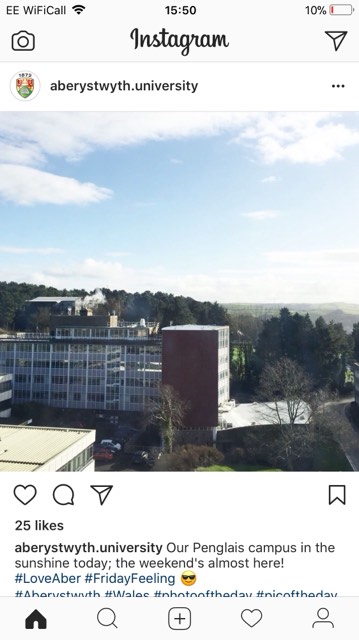 EE WiFiCall 15:50 10%
Instagram
1872
aberystwyth.university
25 likes
aberystwyth.university Our Penglais campus in the
sunshine today; the weekend's almost here!
#LoveAber #FridayFeeling 😎
#Aberystwyth #Wales #photooftheday #picoftheday